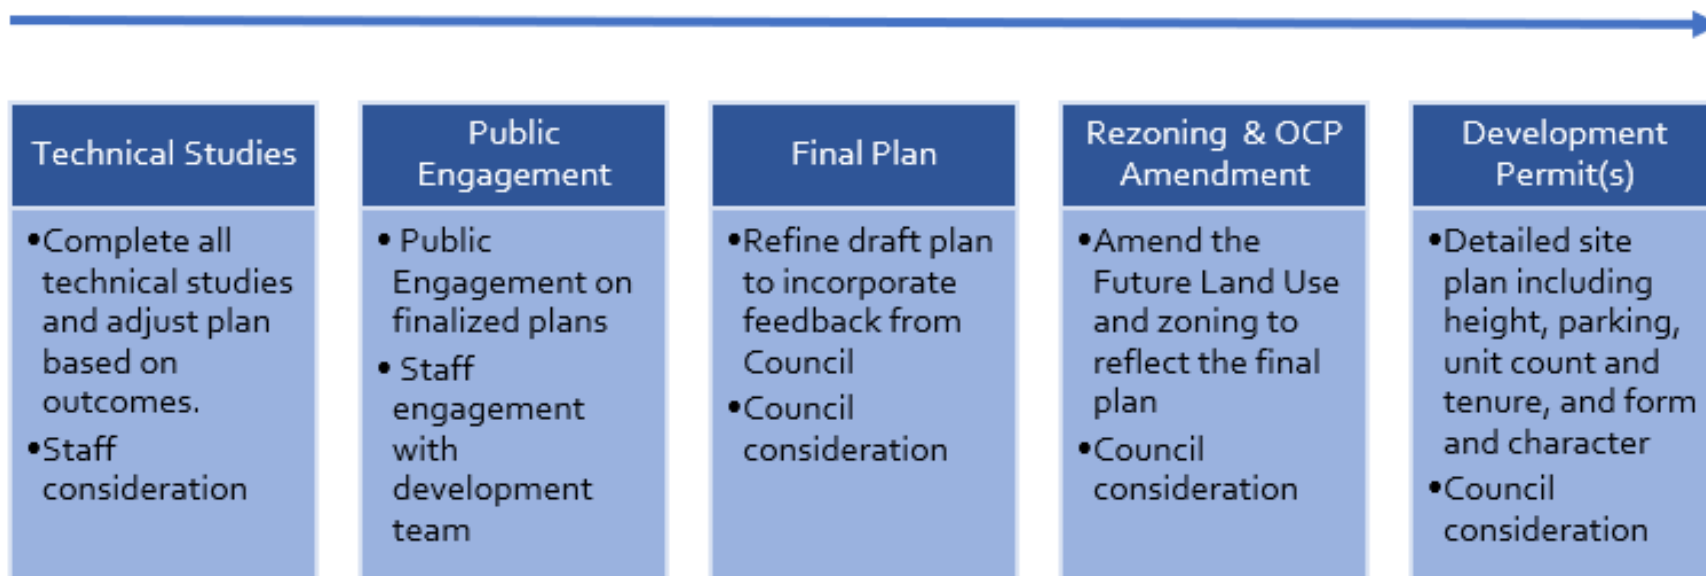 Technical Studies
•Complete all
technical studies
and adjust plan
based on
outcomes.
•Staff
consideration
Public
Engagement
• Public
Engagement on
finalized plans
• Staff
engagement
with
development
team
Final Plan
•Refine draft plan
to incorporate
feedback from
Council
•Council
consideration
Rezoning & OCP
Amendment
•Amend the
Future Land Use
and zoning to
reflect the final
plan
•Council
consideration
Development
Permit(s)
•Detailed site
plan including
height, parking,
unit count and
tenure, and form
and character
•Council
consideration